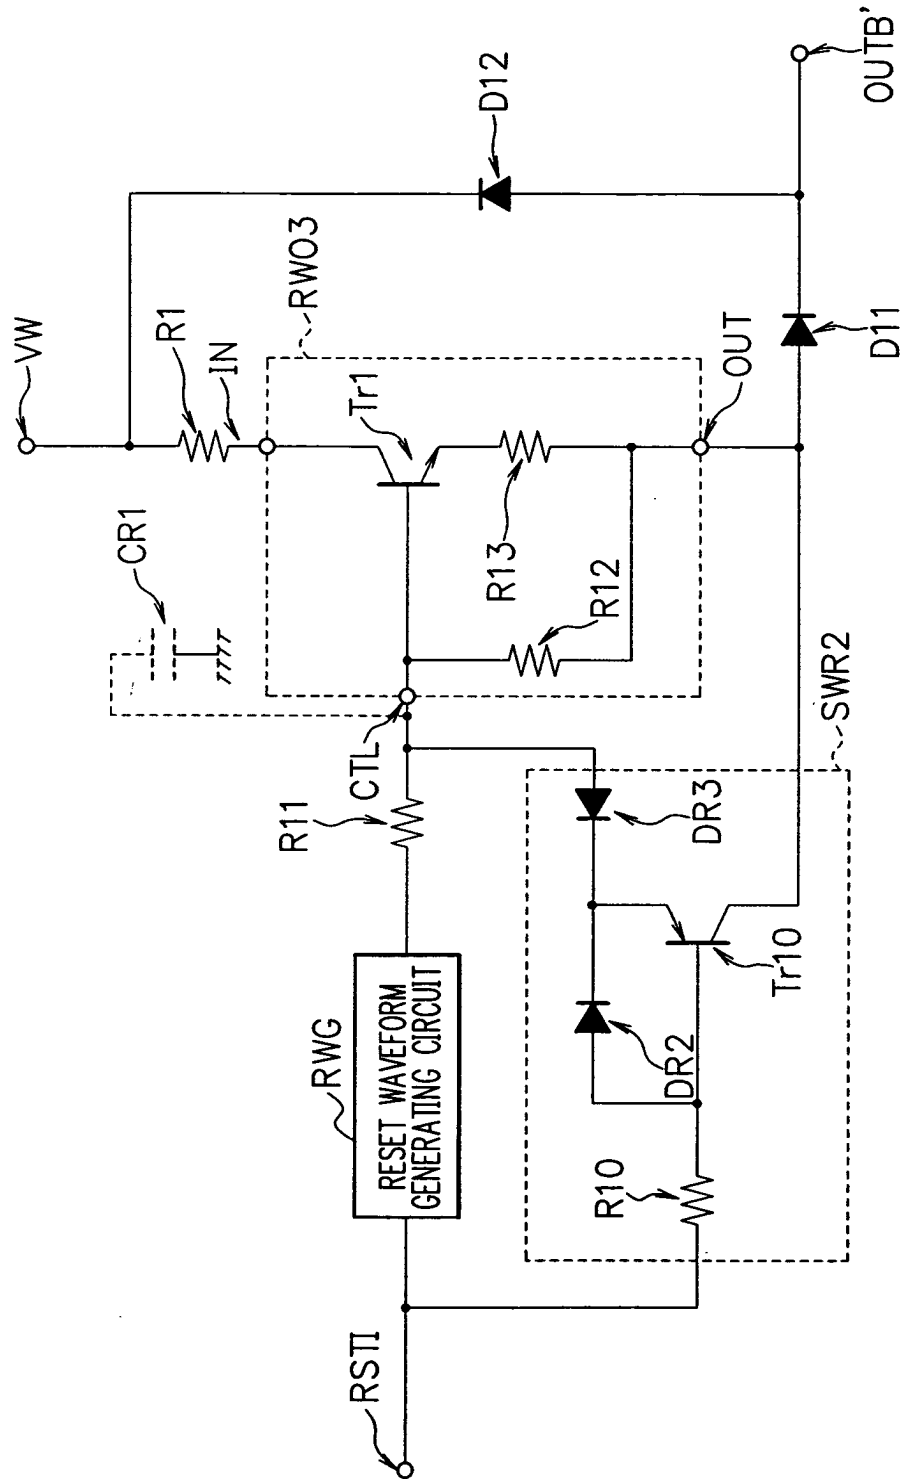 VW
R1
IN
D12
CR1
RWO3
Tr1
R13
R12
OUT
OUTB'
D11
CTL
R11
RWG
RESET WAVEFORM
GENERATING CIRCUIT
RSTI
SWR2
DR3
DR2
Tr10
R10